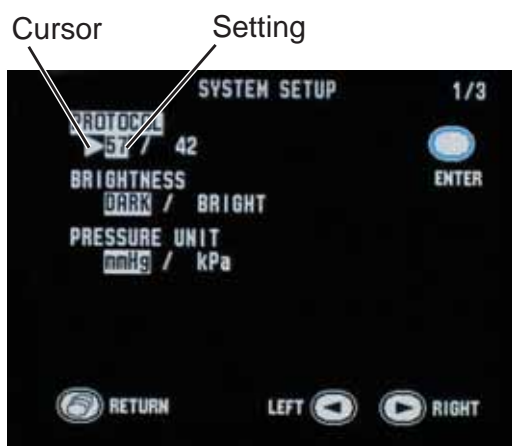 Cursor Setting
SYSTEM SETUP 1/3
PROTOCOL
57 / 42
ENTER
BRIGHTNESS
DARK / BRIGHT
PRESSURE UNIT
mmHg / kPa
RETURN LEFT RIGHT